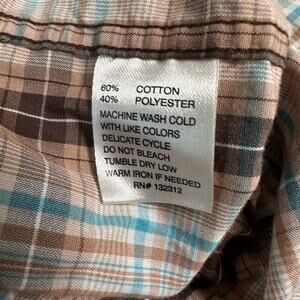 60% COTTON
40% POLYESTER
MACHINE WASH COLD
WITH LIKE COLORS
DELICATE CYCLE
DO NOT BLEACH
TUMBLE DRY LOW
WARM IRON IF NEEDED
RN# 132312